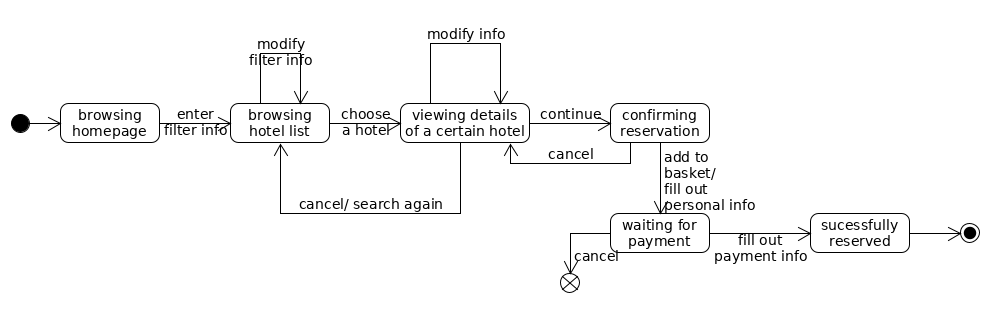 modify
filter info
modify info
browsing
homepage
enter
filter info
browsing
hotel list
choose
a hotel
viewing details
of a certain hotel
continue
confirming
reservation
cancel
add to
basket/
fill out
personal info
cancel/ search again
waiting for
payment
fill out
payment info
sucessfully
reserved
cancel